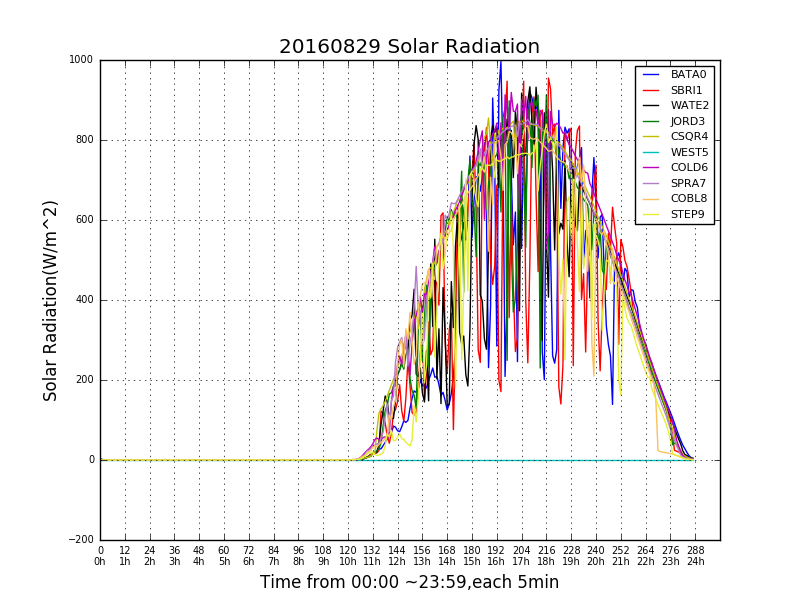 20160829 Solar Radiation
Solar Radiation(W/m^2)
1000
800
600
400
200
0
−200
BATA0
SBRI1
WATE2
JORD3
CSQR4
WEST5
COLD6
SPRA7
COBL8
STEP9
0 12 24 36 48 60 72 84 96 108 120 132 144 156 168 180 192 204 216 228 240 252 264 276 288
0h 1h 2h 3h 4h 5h 6h 7h 8h 9h 10h 11h 12h 13h 14h 15h 16h 17h 18h 19h 20h 21h 22h 23h 24h
Time from 00:00 ~23:59,each 5min